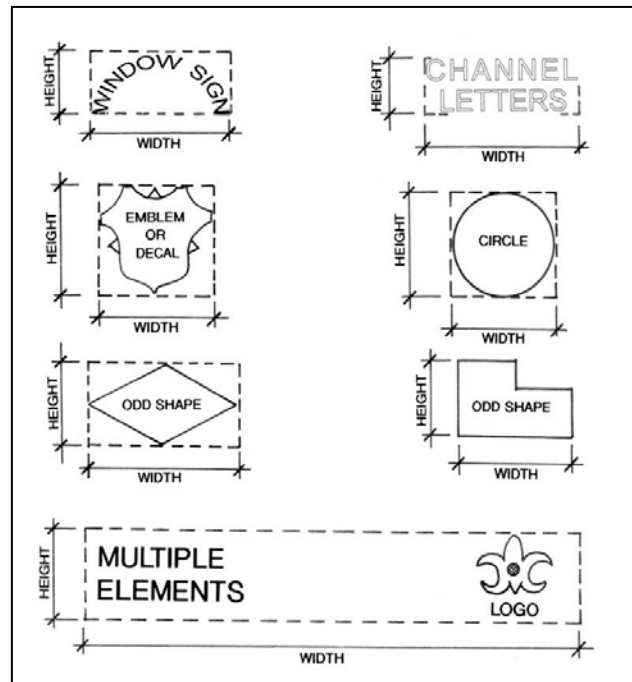 HEIGHT
WINDOW SIGN
WIDTH
HEIGHT
CHANNEL
LETTERS
WIDTH
HEIGHT
EMBLEM
OR
DECAL
WIDTH
HEIGHT
CIRCLE
WIDTH
HEIGHT
ODD SHAPE
WIDTH
HEIGHT
ODD SHAPE
WIDTH
HEIGHT
MULTIPLE
ELEMENTS
LOGO
WIDTH